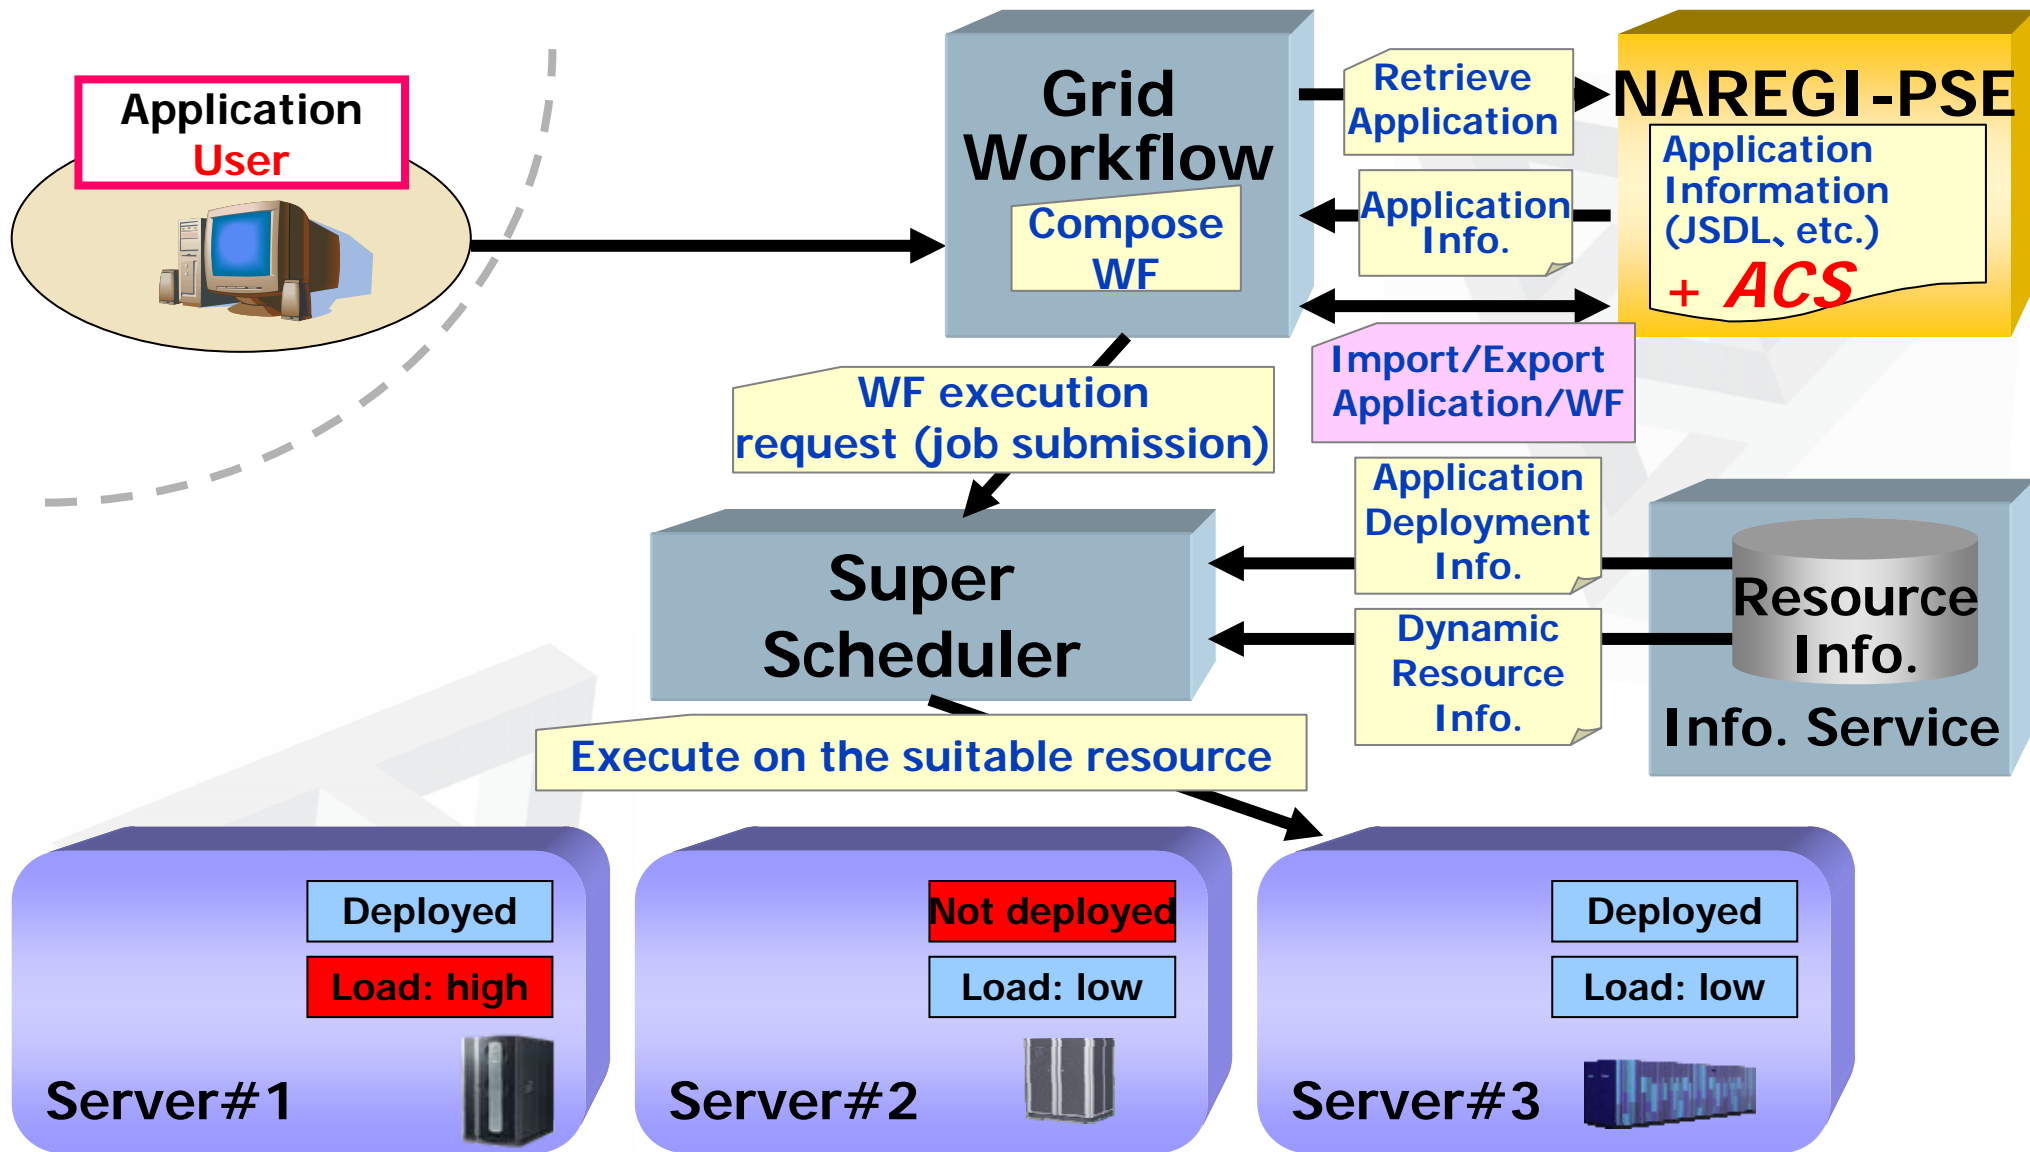 Application
User
Grid
Workflow
Compose
WF
Retrieve
Application
Application
Info.
Import/Export
Application/WF
NAREGI-PSE
Application
Information
(JSDL、etc.)
+ ACS
WF execution
request (job submission)
Super
Scheduler
Application
Deployment
Info.
Dynamic
Resource
Info.
Resource
Info.
Info. Service
Execute on the suitable resource
Deployed
Load: high
Server#1
Not deployed
Load: low
Server#2
Deployed
Load: low
Server#3